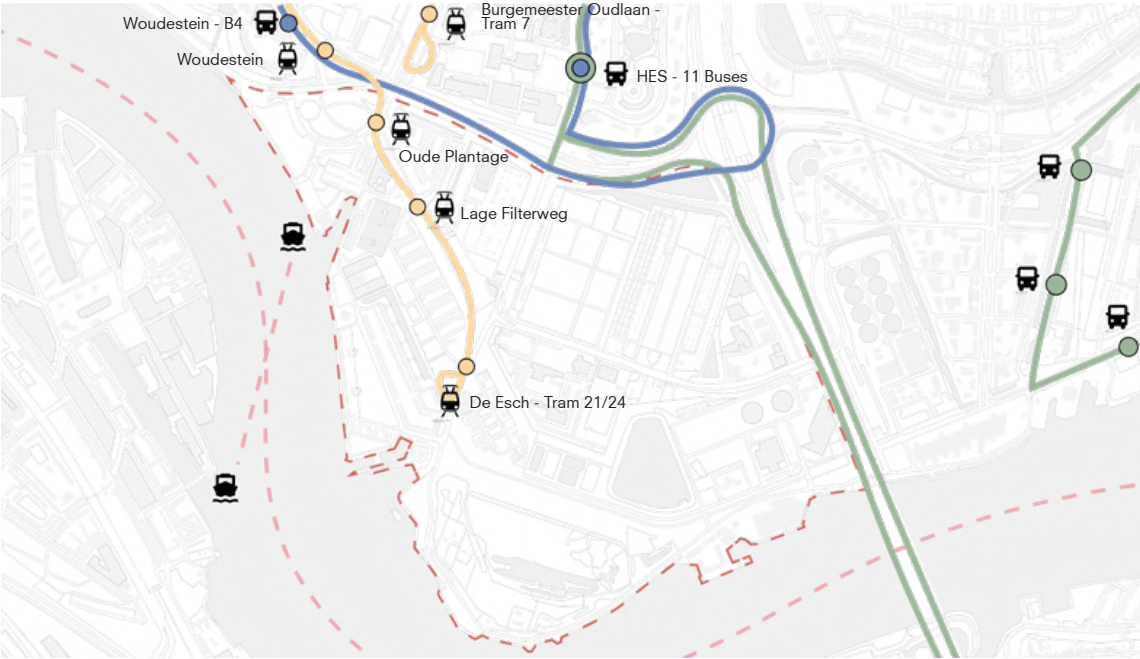 Burgemeester Oudlaan -
Tram 7
Woudestein - B4
Woudestein
HES - 11 Buses
Oude Plantage
Lage Filterweg
De Esch - Tram 21/24